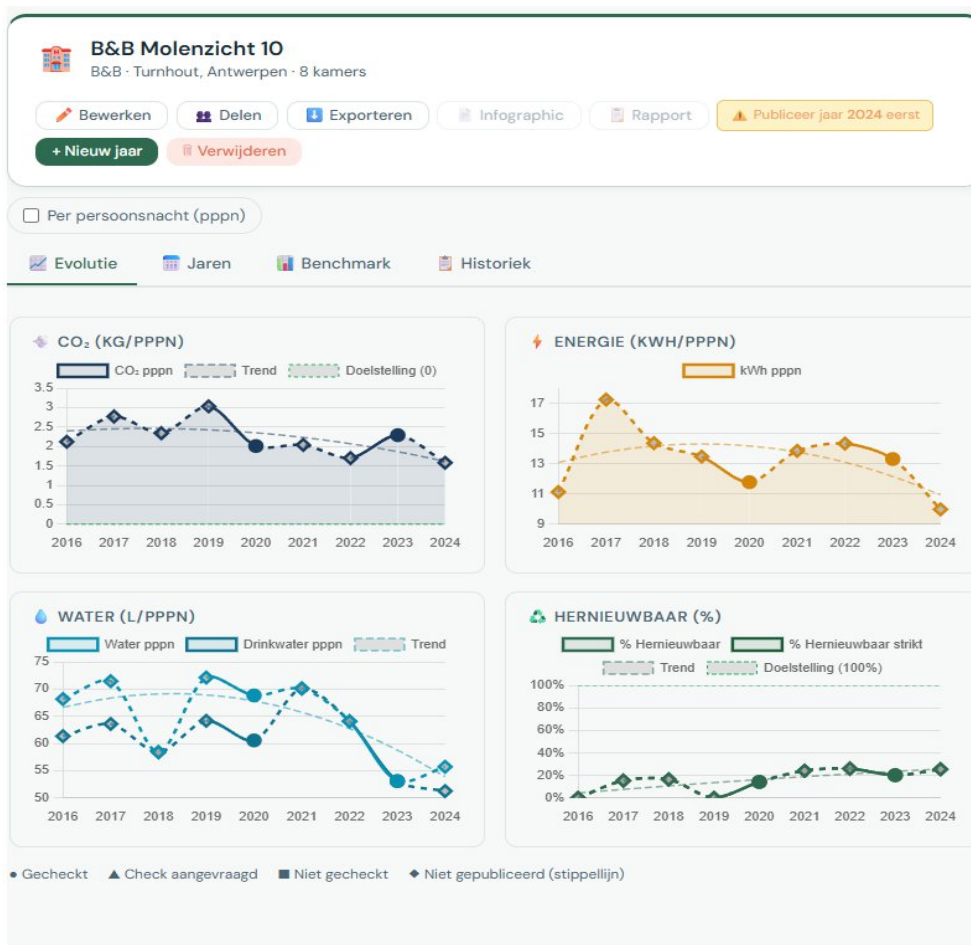 B&B Molenzicht 10
B&B · Turnhout, Antwerpen · 8 kamers
Bewerken
Delen
Exporteren
Infographic
Rapport
Publiceer jaar 2024 eerst
+ Nieuw jaar
Verwijderen
Per persoonsnacht (pppn)
Evolutie
Jaren
Benchmark
Historiek
CO₂ (KG/PPPN)
CO₂ pppn Trend Doelstelling (0)
3.5
3
2.5
2
1.5
1
0.5
0
2016 2017 2018 2019 2020 2021 2022 2023 2024
ENERGIE (KWH/PPPN)
kWh pppn
17
15
13
11
9
2016 2017 2018 2019 2020 2021 2022 2023 2024
WATER (L/PPPN)
Water pppn Drinkwater pppn Trend
75
70
65
60
55
50
2016 2017 2018 2019 2020 2021 2022 2023 2024
HERNIEUWBAAR (%)
% Hernieuwbaar % Hernieuwbaar strikt
Trend Doelstelling (100%)
100%
80%
60%
40%
20%
0%
2016 2017 2018 2019 2020 2021 2022 2023 2024
● Gecheckt ▲ Check aangevraagd ■ Niet gecheckt ◆ Niet gepubliceerd (stippellijn)